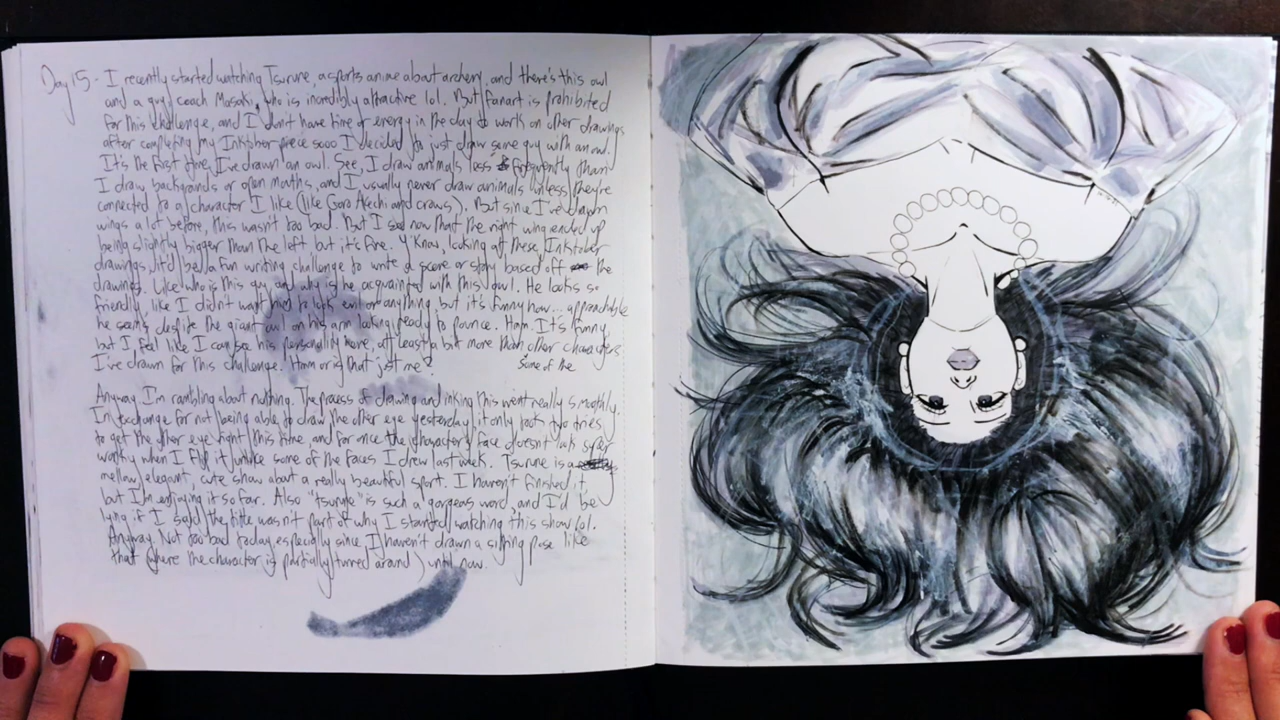 Day 15 - I recently started watching Tsurune, a sports anime about archery, and there's this owl
and a guy coach Masaki, who is incredibly attractive lol. But fanart is prohibited
for this challenge, and I don't have time or energy in the day to work on other drawings
after completing my Inktober piece sooo I decided to just draw some guy with an owl.
It's the first time I've drawn an owl. See, I draw animals less frequently than
I draw backgrounds or open mouths, and I usually never draw animals unless they're
connected to a character I like (like Goro Akechi and crows). But since I've drawn
wings a lot before, this wasn't too bad. But I see now that the right wing ended up
being slightly bigger than the left but it's fine. Y'know, looking at these Inktober
drawings, it'd be a fun writing challenge to write a scene or story based off the
drawings. Like who is this guy and why is he acquainted with this owl. He looks so
friendly, like I didn't want him to look evil or anything, but it's funny how... approachable
he seems despite the giant owl on his arm looking ready to pounce. Hmm. It's funny,
but I feel like I can see his personality more, at least a bit more than other characters
I've drawn for this challenge. Hmm or is that just me?
some of the
Anyway I'm rambling about nothing. The process of drawing and inking this went really smoothly.
In exchange for not being able to draw the other eye yesterday, it only took two tries
to get the other eye right this time and for once the character's face doesn't look super
wonky when I flip it, unlike some of the faces I drew last week. Tsurune is a
mellow, elegant, cute show about a really beautiful sport. I haven't finished it
but I'm enjoying it so far. Also "tsurune" is such a gorgeous word, and I'd be
lying if I said the title wasn't part of why I started watching this show lol.
Anyway. Not too bad today, especially since I haven't drawn a sitting pose like
that (where the character is partially turned around) until now.